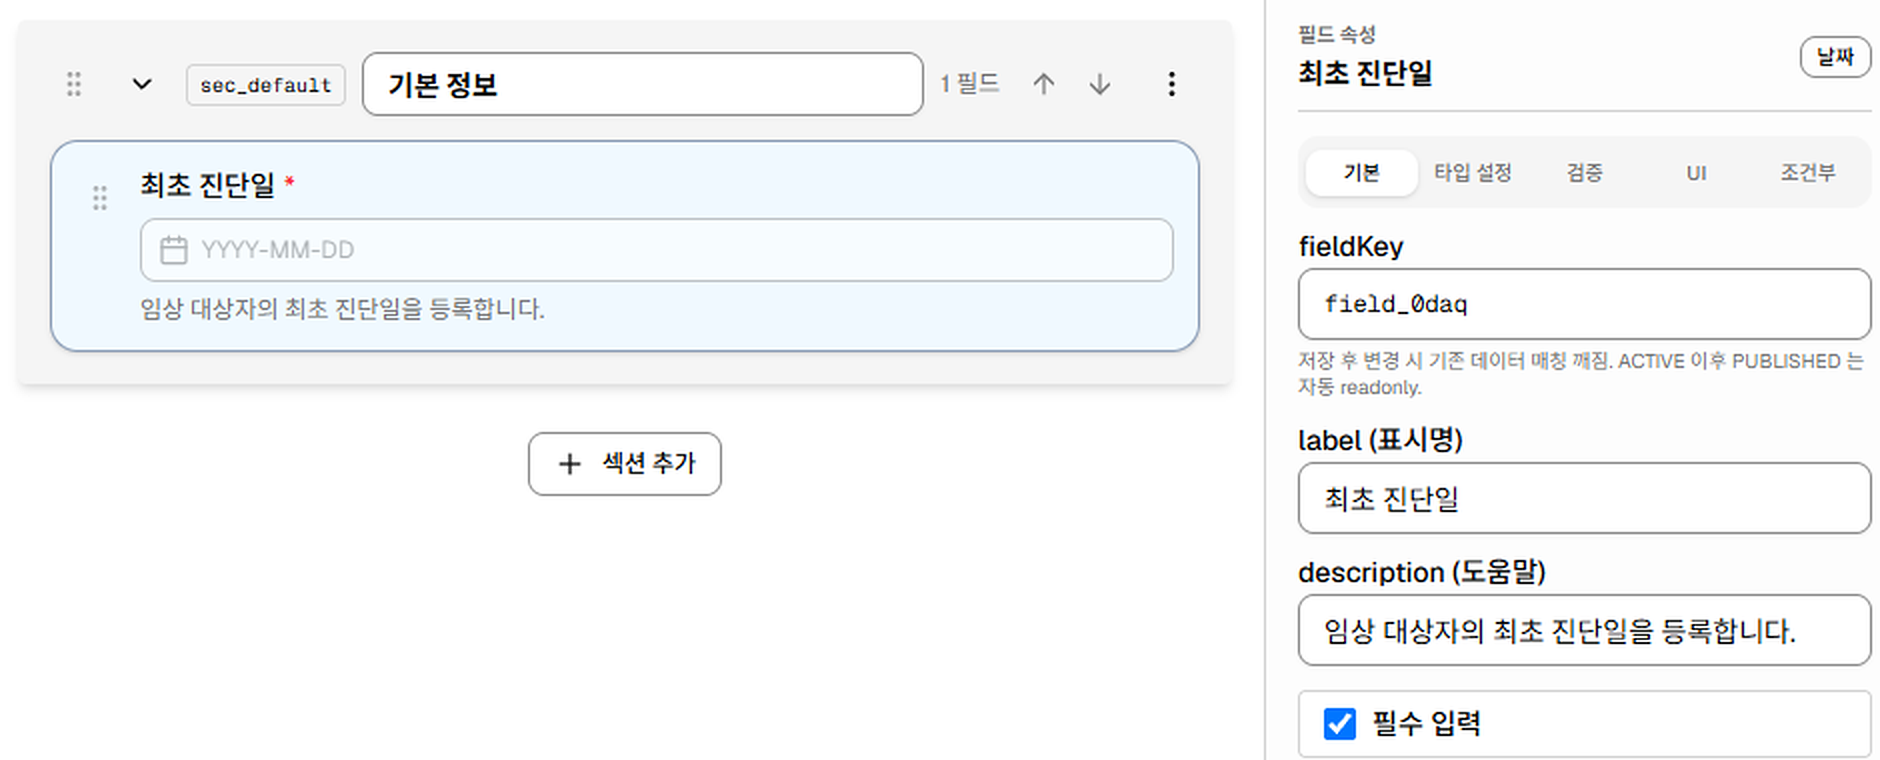 sec_default 기본 정보 1 필드
최초 진단일 *
YYYY-MM-DD
임상 대상자의 최초 진단일을 등록합니다.
섹션 추가
필드 속성
최초 진단일
날짜
기본 타입 설정 검증 UI 조건부
fieldKey
field_0daq
저장 후 변경 시 기존 데이터 매칭 깨짐. ACTIVE 이후 PUBLISHED 는
자동 readonly.
label (표시명)
최초 진단일
description (도움말)
임상 대상자의 최초 진단일을 등록합니다.
필수 입력